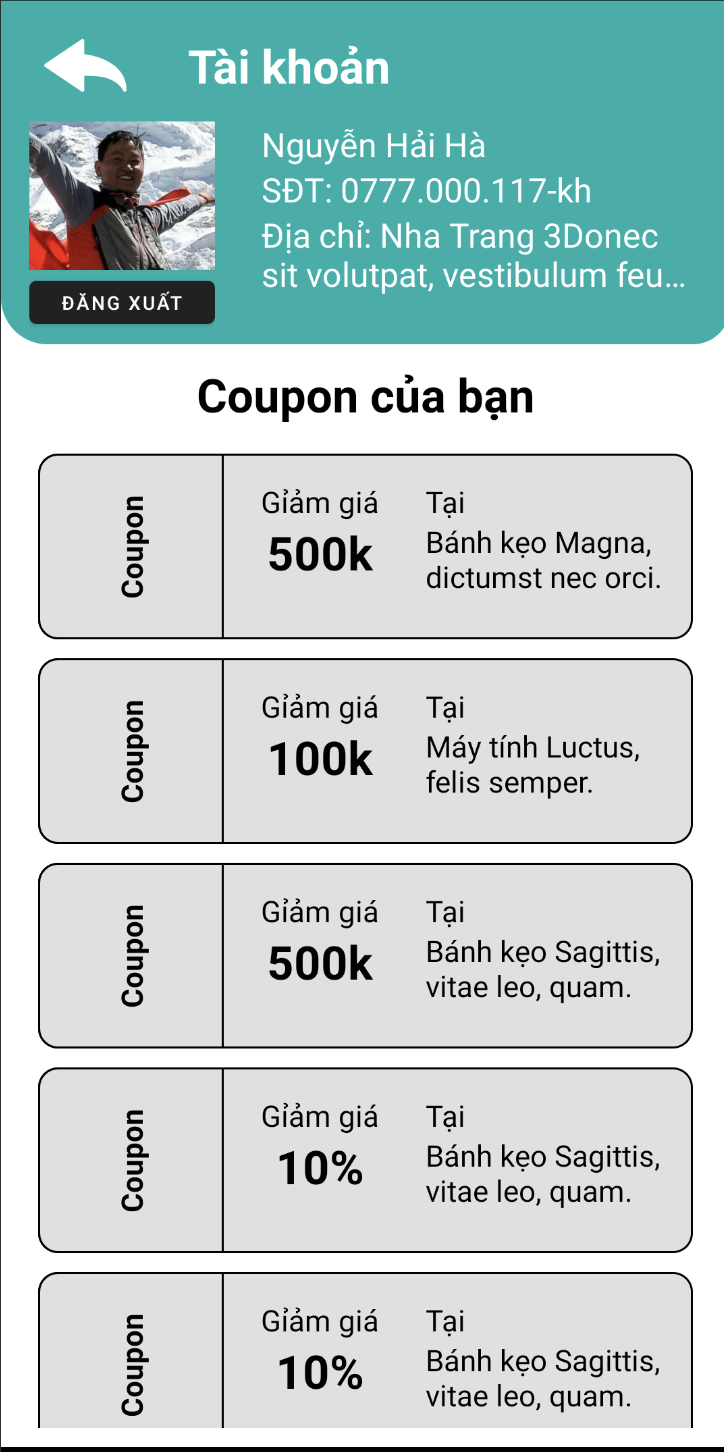 Tài khoản
Nguyễn Hải Hà
SĐT: 0777.000.117-kh
Địa chỉ: Nha Trang 3Donec
sit volutpat, vestibulum feu...
ĐĂNG XUẤT
Coupon của bạn
Coupon
Giảm giá
500k
Tại
Bánh kẹo Magna,
dictumst nec orci.
Coupon
Giảm giá
100k
Tại
Máy tính Luctus,
felis semper.
Coupon
Giảm giá
500k
Tại
Bánh kẹo Sagittis,
vitae leo, quam.
Coupon
Giảm giá
10%
Tại
Bánh kẹo Sagittis,
vitae leo, quam.
Coupon
Giảm giá
10%
Tại
Bánh kẹo Sagittis,
vitae leo, quam.